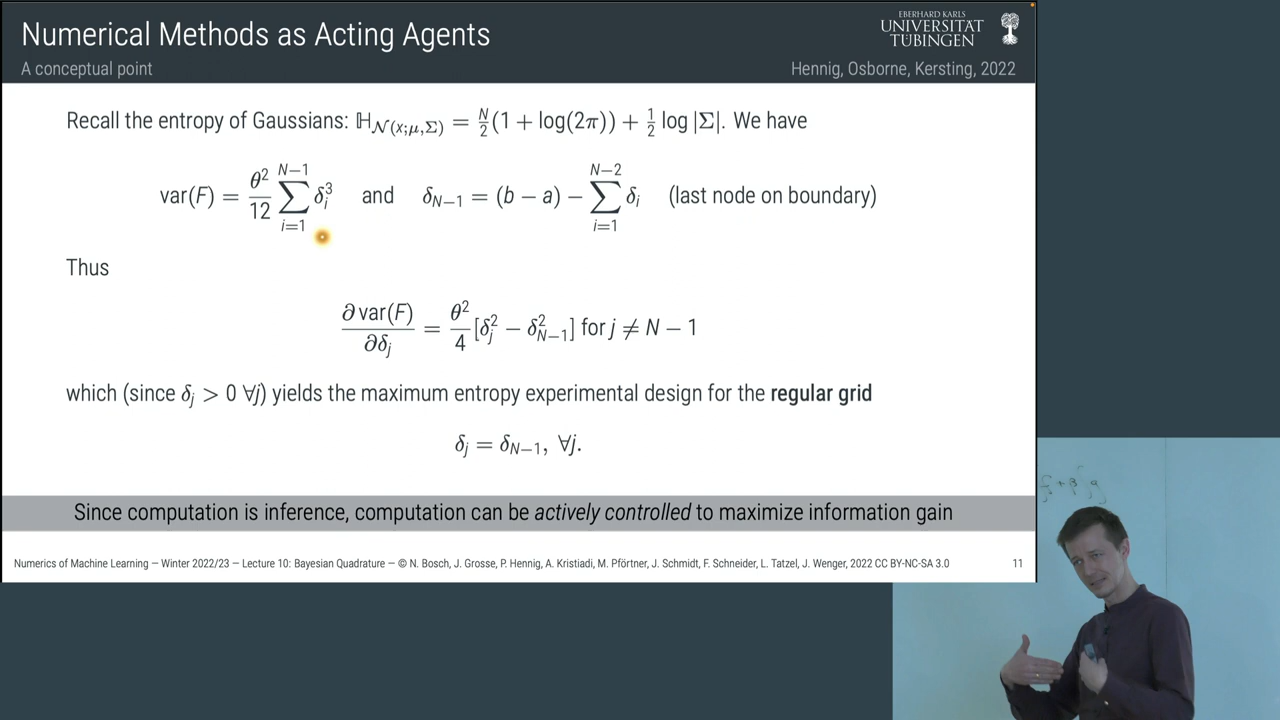 Numerical Methods as Acting Agents
EBERHARD KARLS
UNIVERSITÄT
TÜBINGEN
A conceptual point
Hennig, Osborne, Kersting, 2022
Recall the entropy of Gaussians: ℍ_𝒩(x;μ,Σ) = N/2(1 + log(2π)) + 1/2 log |Σ|. We have
var(F) = θ²/12 ∑_{i=1}^{N−1} δ_i³ and δ_{N−1} = (b − a) − ∑_{i=1}^{N−2} δ_i (last node on boundary)
Thus
∂ var(F)/∂δ_j = θ²/4 [δ_j² − δ²_{N−1}] for j ≠ N − 1
which (since δ_j > 0 ∀j) yields the maximum entropy experimental design for the regular grid
δ_j = δ_{N−1}, ∀j.
Since computation is inference, computation can be actively controlled to maximize information gain
Numerics of Machine Learning — Winter 2022/23 — Lecture 10: Bayesian Quadrature — © N. Bosch, J. Grosse, P. Hennig, A. Kristiadi, M. Pförtner, J. Schmidt, F. Schneider, L. Tatzel, J. Wenger, 2022 CC BY-NC-SA 3.0
11